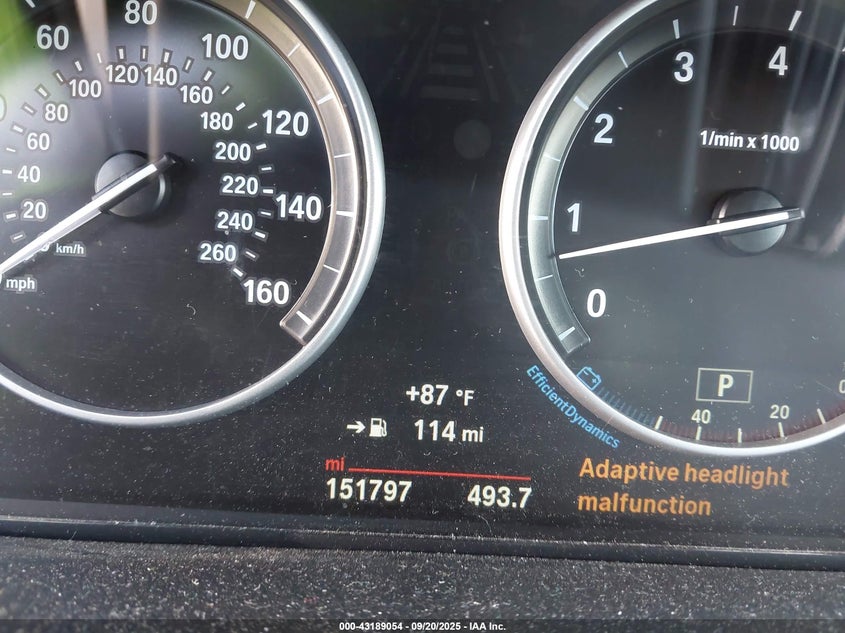 60 80 100 120 140 160
20 40 60 80 100 120 140 160 180 200 220 240 260
km/h
mph
0 1 2 3 4
1/min x 1000
P
EfficientDynamics
40 20
+87 °F
114 mi
mi
151797 493.7
Adaptive headlight
malfunction
000-43189054 - 09/20/2025 - IAA Inc.